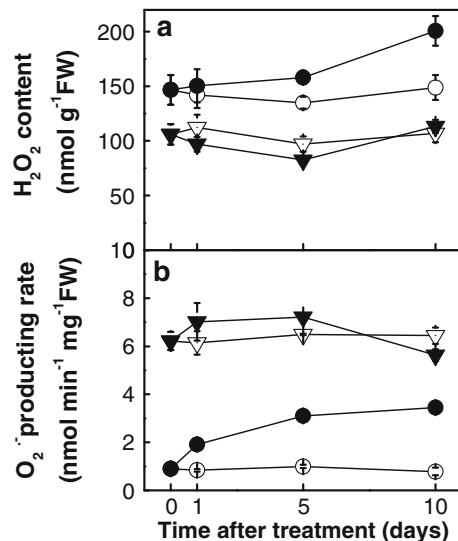 a
H₂O₂ content
(nmol g⁻¹FW)
200
150
100
50
b
O₂·⁻producting rate
(nmol min⁻¹ mg⁻¹FW)
10
8
6
4
2
0
0 1 5 10
Time after treatment (days)